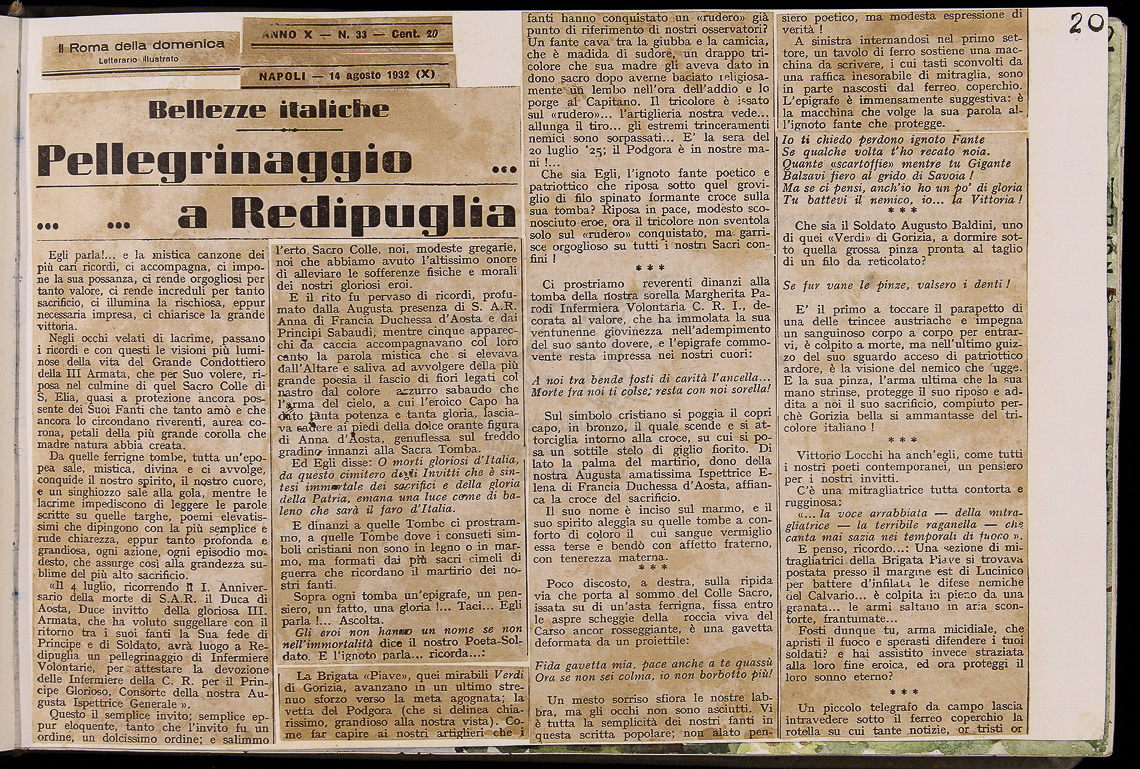 20
Il Roma della domenica
Letterario illustrato
ANNO X — N. 33 — Cent. 20
NAPOLI — 14 agosto 1932 (X)
Bellezze italiche
Pellegrinaggio ...
... ... a Redipuglia
Egli parla!... e la mistica canzone dei
più cari ricordi, ci accompagna, ci impo-
ne la sua possanza, ci rende orgogliosi per
tanto valore, ci rende increduli per tanto
sacrificio, ci illumina la rischiosa, eppur
necessaria impresa, ci chiarisce la grande
vittoria.
Negli occhi velati di lacrime, passano
i ricordi e con questi le visioni più lumi-
nose della vita del Grande Condottiero
della III Armata, che per Suo volere, ri-
posa nel culmine di quel Sacro Colle di
S. Elia, quasi a protezione ancora pos-
sente dei Suoi Fanti che tanto amò e che
ancora lo circondano riverenti, aurea co-
rona, petali della più grande corolla che
madre natura abbia creata.
Da quelle ferrigne tombe, tutta un'epo-
pea sale, mistica, divina e ci avvolge,
conquide il nostro spirito, il nostro cuore,
e un singhiozzo sale alla gola, mentre le
lacrime impediscono di leggere le parole
scritte su quelle targhe, poemi elevatis-
simi che dipingono con la più semplice e
rude chiarezza, eppur tanto profonda e
grandiosa, ogni azione, ogni episodio mo-
desto, che assurge così alla grandezza su-
blime del più alto sacrificio.
«Il 4 luglio, ricorrendo il I. Anniver-
sario della morte di S.A.R. il Duca di
Aosta, Duce invitto della gloriosa III.
Armata, che ha voluto suggellare con il
ritorno tra i suoi fanti la Sua fede di
Principe e di Soldato, avrà luogo a Re-
dipuglia un pellegrinaggio di Infermiere
Volontarie, per attestare la devozione
delle Infermiere della C. R. per il Prin-
cipe Glorioso, Consorte della nostra Au-
gusta Ispettrice Generale ».
Questo il semplice invito; semplice ep-
pur eloquente, tanto che l'invito fu un
ordine, un dolcissimo ordine; e salimmo
l'erto Sacro Colle, noi, modeste gregarie,
noi che abbiamo avuto l'altissimo onore
di alleviare le sofferenze fisiche e morali
dei nostri gloriosi eroi.
E il rito fu pervaso di ricordi, profu-
mato dalla Augusta presenza di S. A.R.
Anna di Francia Duchessa d'Aosta e dai
Principi Sabaudi, mentre cinque apparec-
chi da caccia accompagnavano col loro
canto la parola mistica che si elevava
dall'Altare e saliva ad avvolgere della più
grande poesia il fascio di fiori legati col
nastro dal colore azzurro sabaudo che
l'arma del cielo, a cui l'eroico Capo ha
dato tanta potenza e tanta gloria, lascia-
va cadere ai piedi della dolce orante figura
di Anna d'Aosta, genuflessa sul freddo
gradino innanzi alla Sacra Tomba.
Ed Egli disse: O morti gloriosi d'Italia,
da questo cimitero degli Invitti che è sin-
tesi immortale dei sacrifici e della gloria
della Patria, emana una luce come di ba-
leno che sarà il faro d'Italia.
E dinanzi a quelle Tombe ci prostram-
mo, a quelle Tombe dove i consueti sim-
boli cristiani non sono in legno o in mar-
mo, ma formati dai più sacri cimeli di
guerra che ricordano il martirio dei no-
stri fanti.
Sopra ogni tomba un'epigrafe, un pen-
siero, un fatto, una gloria !... Taci... Egli
parla !... Ascolta.
Gli eroi non hanno un nome se non
nell'immortalità dice il nostro Poeta-Sol-
dato. E l'ignoto parla... ricorda...:
La Brigata «Piave», quei mirabili Verdi
di Gorizia, avanzano in un ultimo stre-
nuo sforzo verso la meta agognata; la
vetta del Podgora (che si delinea chia-
rissimo, grandioso alla nostra vista). Co-
me far capire ai nostri artiglieri che i
fanti hanno conquistato un «rudero» già
punto di riferimento di nostri osservatori?
Un fante cava tra la giubba e la camicia,
che è madida di sudore, un drappo tri-
colore che sua madre gli aveva dato in
dono sacro dopo averne baciato religiosa-
mente un lembo nell'ora dell'addio e lo
porge al Capitano. Il tricolore è issato
sul «rudero»... l'artiglieria nostra vede...
allunga il tiro... gli estremi trinceramenti
nemici sono sorpassati... E' la sera del
20 luglio '25; il Podgora è in nostre ma-
ni !...
Che sia Egli, l'ignoto fante poetico e
patriottico che riposa sotto quel grovi-
glio di filo spinato formante croce sulla
sua tomba? Riposa in pace, modesto sco-
nosciuto eroe, ora il tricolore non sventola
solo sul «rudero» conquistato, ma garri-
sce orgoglioso su tutti i nostri Sacri con-
fini !
* * *
Ci prostriamo reverenti dinanzi alla
tomba della nostra sorella Margherita Pa-
rodi Infermiera Volontaria C. R. I., de-
corata al valore, che ha immolata la sua
ventunenne giovinezza nell'adempimento
del suo santo dovere, e l'epigrafe commo-
vente resta impressa nei nostri cuori:
A noi tra bende fosti di carità l'ancella...
Morte fra noi ti colse; resta con noi sorella!
Sul simbolo cristiano si poggia il copri
capo, in bronzo, il quale scende e si at-
torciglia intorno alla croce, su cui si po-
sa un sottile stelo di giglio fiorito. Di
lato la palma del martirio, dono della
nostra Augusta amatissima Ispettrice E-
lena di Francia Duchessa d'Aosta, affian-
ca la croce del sacrificio.
Il suo nome è inciso sul marmo, e il
suo spirito aleggia su quelle tombe a con-
forto di coloro il cui sangue vermiglio
essa terse e bendò con affetto fraterno,
con tenerezza materna.
* * *
Poco discosto, a destra, sulla ripida
via che porta al sommo del Colle Sacro,
issata su di un'asta ferrigna, fissa entro
le aspre scheggie della roccia viva del
Carso ancor rosseggiante, è una gavetta
deformata da un proiettile:
Fida gavetta mia, pace anche a te quassù
Ora se non sei colma, io non borbotto più!
Un mesto sorriso sfiora le nostre lab-
bra, ma gli occhi non sono asciutti. Vi
è tutta la semplicità dei nostri fanti in
questa scritta popolare; non alato pen-
siero poetico, ma modesta espressione di
verità !
A sinistra internandosi nel primo set-
tore, un tavolo di ferro sostiene una mac-
china da scrivere, i cui tasti sconvolti da
una raffica inesorabile di mitraglia, sono
in parte nascosti dal ferreo coperchio.
L'epigrafe è immensamente suggestiva: è
la macchina che volge la sua parola al-
l'ignoto fante che protegge.
Io ti chiedo perdono ignoto Fante
Se qualche volta t'ho recato noia.
Quante «scartoffie» mentre tu Gigante
Balzavi fiero al grido di Savoia !
Ma se ci pensi, anch'io ho un po' di gloria
Tu battevi il nemico, io... la Vittoria !
* * *
Che sia il Soldato Augusto Baldini, uno
di quei «Verdi» di Gorizia, a dormire sot-
to quella grossa pinza pronta al taglio
di un filo da reticolato?
Se fur vane le pinze, valsero i denti !
E' il primo a toccare il parapetto di
una delle trincee austriache e impegna
un sanguinoso corpo a corpo per entrar-
vi, è colpito a morte, ma nell'ultimo guiz-
zo del suo sguardo acceso di patriottico
ardore, è la visione del nemico che fugge.
E la sua pinza, l'arma ultima che la sua
mano strinse, protegge il suo riposo e ad-
dita a noi il suo sacrificio, compiuto per-
chè Gorizia bella si ammantasse del tri-
colore italiano !
* * *
Vittorio Locchi ha anch'egli, come tutti
i nostri poeti contemporanei, un pensiero
per i nostri invitti.
C'è una mitragliatrice tutta contorta e
rugginosa:
«... la voce arrabbiata — della mitra-
gliatrice — la terribile raganella — che
canta mai sazia nei temporali di fuoco ».
E penso, ricordo...: Una sezione di mi-
tragliatrici della Brigata Piave si trovava
postata presso il margine est di Lucinico
per battere d'infilata le difese nemiche
del Calvario... è colpita in pieno da una
granata... le armi saltano in aria scon-
torte, frantumate...
Fosti dunque tu, arma micidiale, che
apristi il fuoco e sperasti difendere i tuoi
soldati? e hai assistito invece straziata
alla loro fine eroica, ed ora proteggi il
loro sonno eterno?
* * *
Un piccolo telegrafo da campo lascia
intravedere sotto il ferreo coperchio la
rotella su cui tante notizie, or tristi or